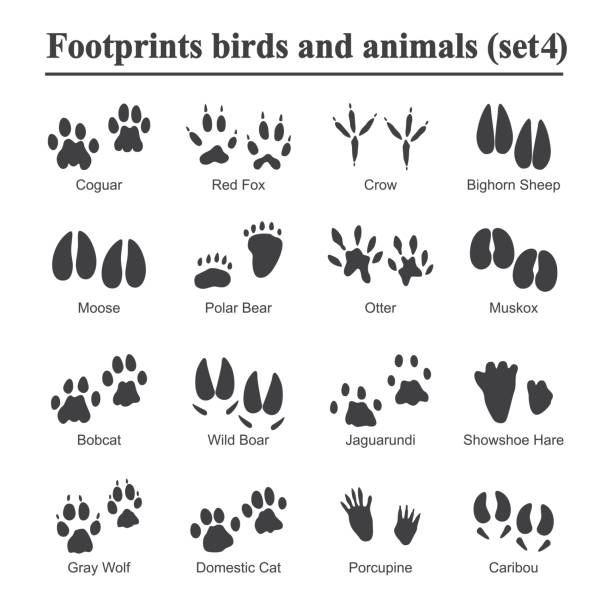 Footprints birds and animals (set4)
Coguar
Red Fox
Crow
Bighorn Sheep
Moose
Polar Bear
Otter
Muskox
Bobcat
Wild Boar
Jaguarundi
Showshoe Hare
Gray Wolf
Domestic Cat
Porcupine
Caribou